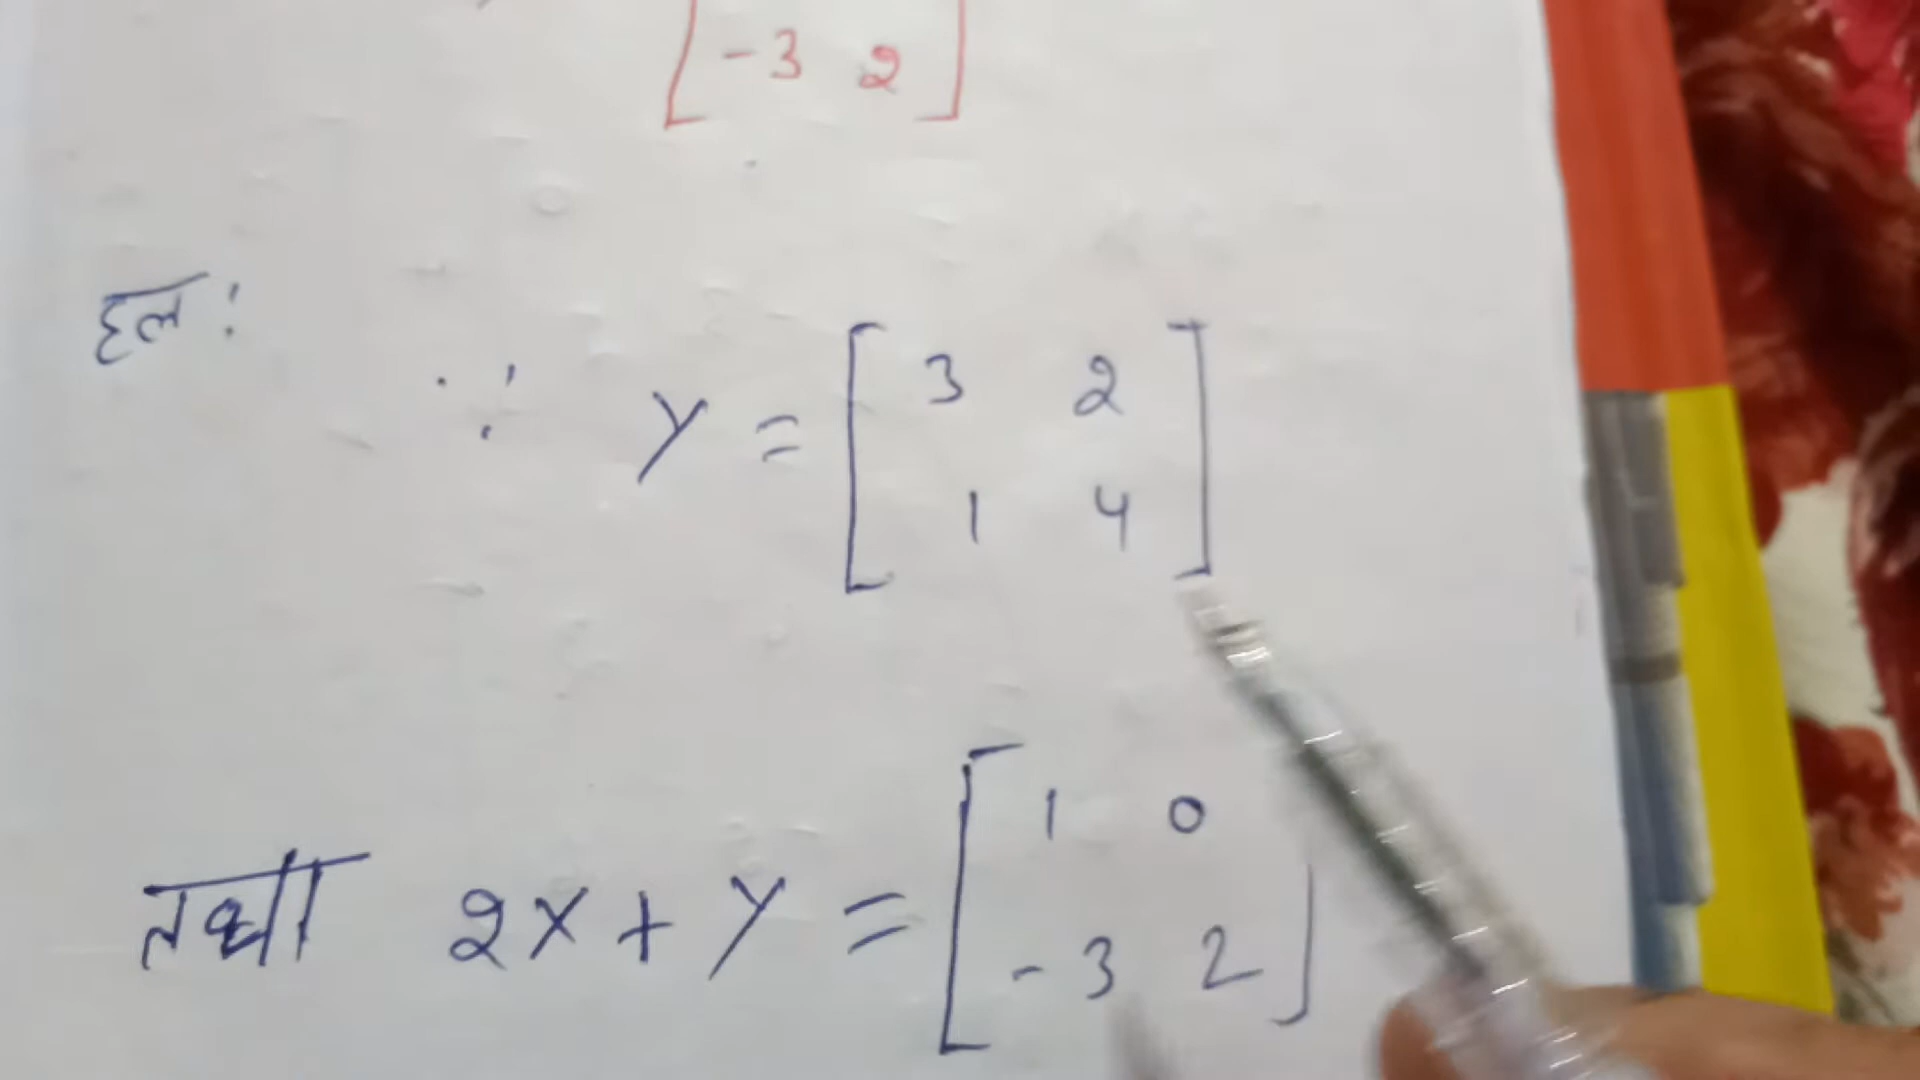 -3 2
हल:
∵ Y = [3 2
1 4]
तथा 2X + Y = [1 0
-3 2]